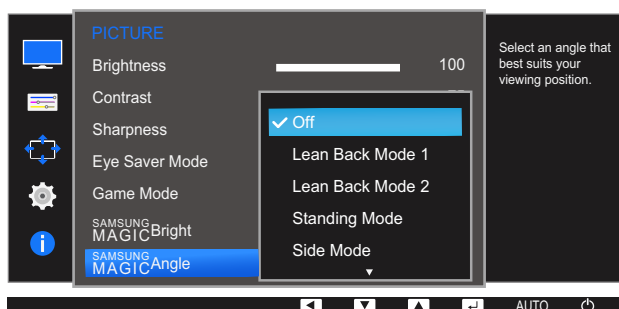 PICTURE
Brightness 100
Contrast
Sharpness
Eye Saver Mode
Game Mode
SAMSUNG
MAGICBright
SAMSUNG
MAGICAngle
Off
Lean Back Mode 1
Lean Back Mode 2
Standing Mode
Side Mode
Select an angle that
best suits your
viewing position.
AUTO